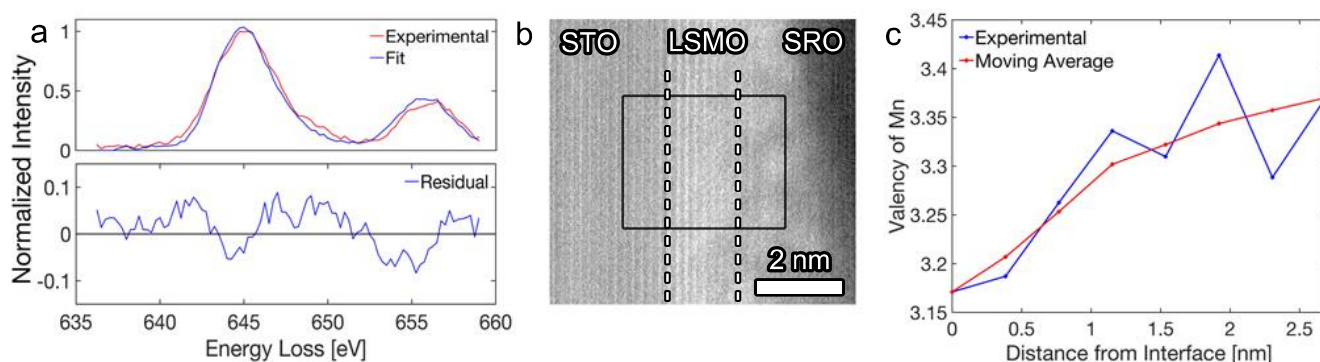 a
1
0.5
0
Experimental
Fit
Normalized Intensity
0.1
0
-0.1
Residual
635
640
645
650
655
660
Energy Loss [eV]
b
STO
LSMO
SRO
2 nm
c
3.45
3.4
3.35
3.3
3.25
3.2
3.15
Experimental
Moving Average
Valency of Mn
0
0.5
1
1.5
2
2.5
Distance from Interface [nm]